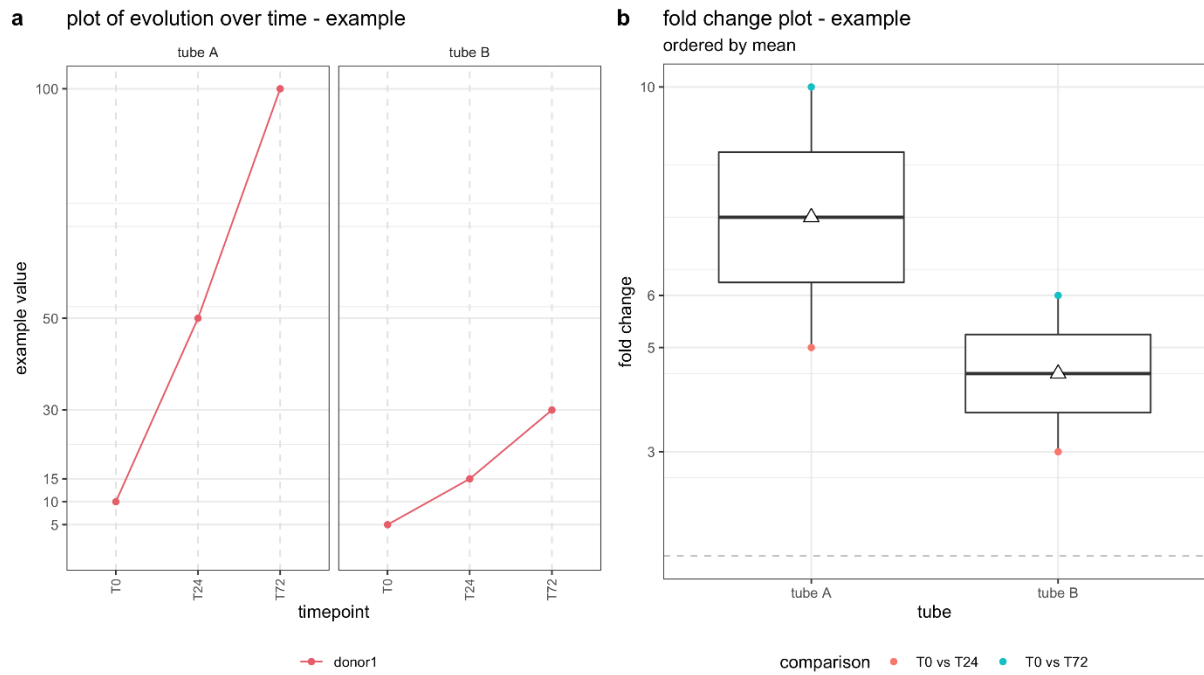 a plot of evolution over time - example
tube A
tube B
100
50
30
15
10
5
example value
T0
T24
T72
T0
T24
T72
timepoint
donor1
b fold change plot - example
ordered by mean
10
6
5
3
fold change
tube A
tube B
tube
comparison T0 vs T24 T0 vs T72